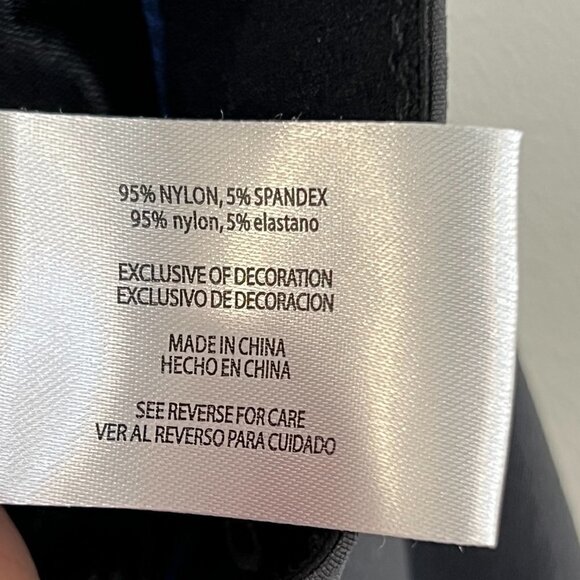 95% NYLON, 5% SPANDEX
95% nylon, 5% elastano
EXCLUSIVE OF DECORATION
EXCLUSIVO DE DECORACION
MADE IN CHINA
HECHO EN CHINA
SEE REVERSE FOR CARE
VER AL REVERSO PARA CUIDADO